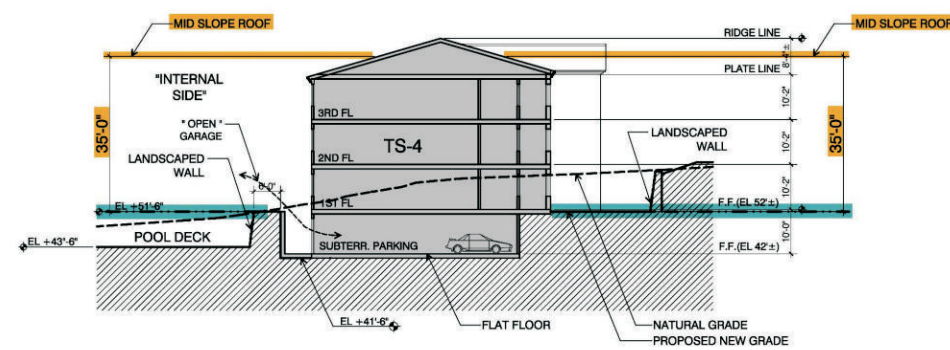 MID SLOPE ROOF
RIDGE LINE
MID SLOPE ROOF
8'-4"±
PLATE LINE
"INTERNAL
SIDE"
35'-0"
10'-2"
3RD FL
" OPEN "
GARAGE
TS-4
LANDSCAPED
WALL
10'-2"
35'-0"
2ND FL
LANDSCAPED
WALL
6'-0"
10'-2"
EL +51'-6"
1ST FL
F.F.(EL 52'±)
POOL DECK
SUBTERR. PARKING
10'-0"
EL +43"-6"
F.F.(EL 42'±)
EL +41'-6"
FLAT FLOOR
NATURAL GRADE
PROPOSED NEW GRADE